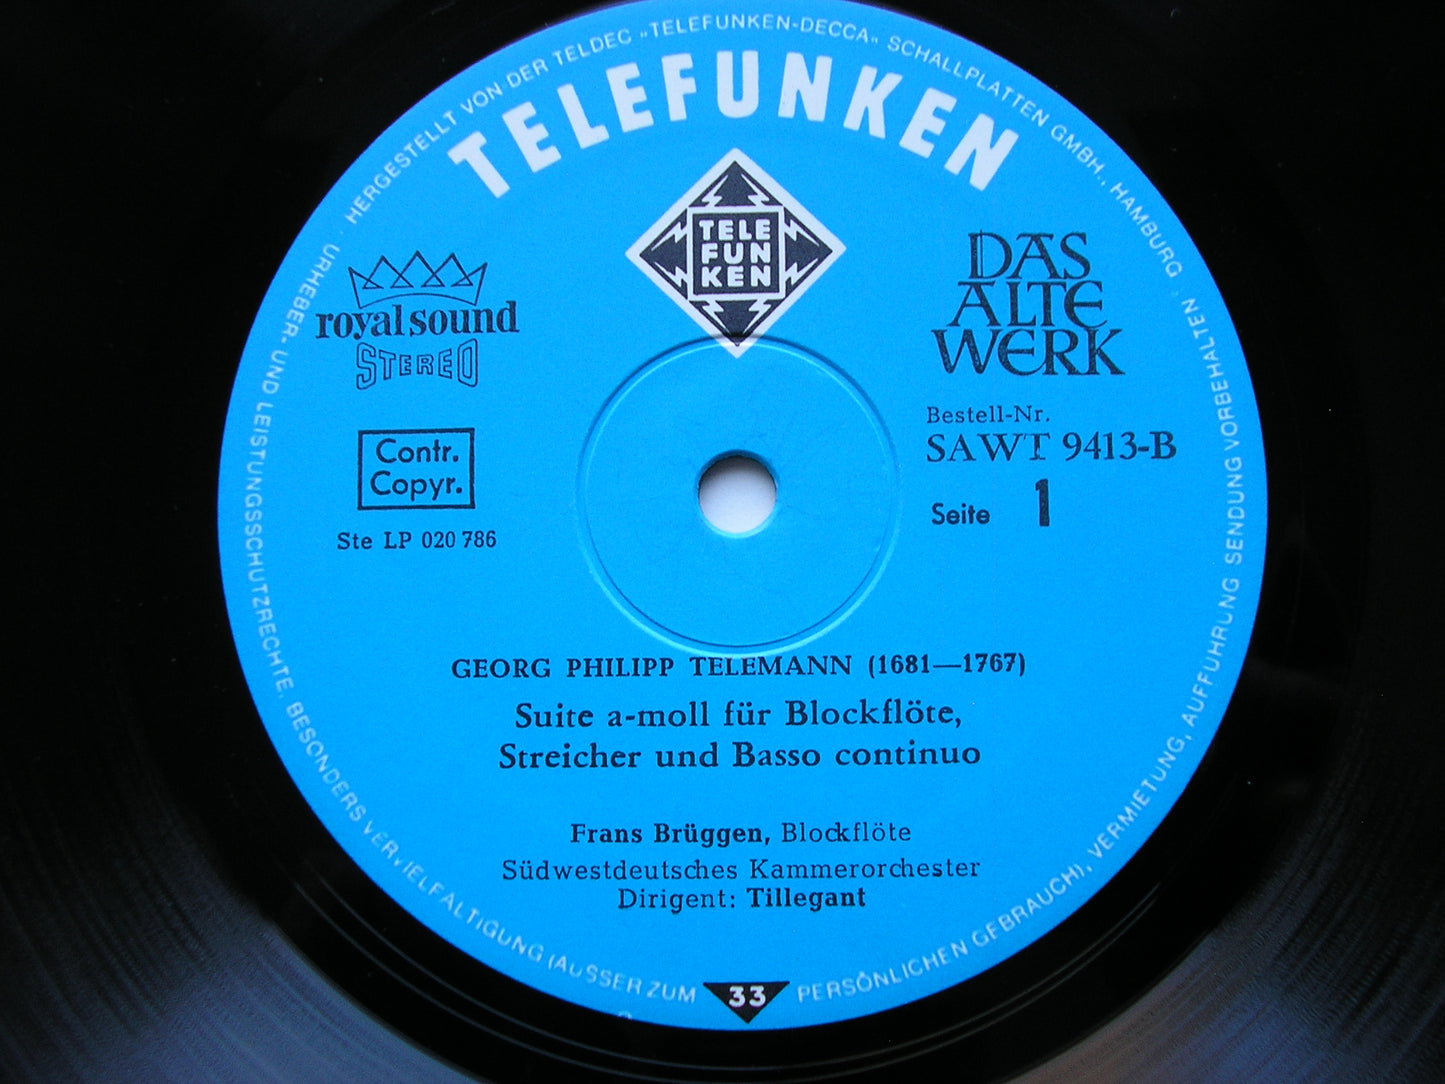 HERGESTELLT VON DER TELDEC »TELEFUNKEN-DECCA« SCHALLPLATTEN GMBH., HAMBURG ·
TELEFUNKEN
TELE
FUN
KEN
royal sound
STEREO
DAS
ALTE
WERK
Contr.
Copyr.
Ste LP 020 786
Bestell-Nr.
SAWT 9413-B
Seite 1
GEORG PHILIPP TELEMANN (1681—1767)
Suite a-moll für Blockflöte,
Streicher und Basso continuo
Frans Brüggen, Blockflöte
Südwestdeutsches Kammerorchester
Dirigent: Tillegant
33
URHEBER- UND LEISTUNGSSCHUTZRECHTE, BESONDERS VERVIELFÄLTIGUNG (AUSSER ZUM PERSÖNLICHEN GEBRAUCH), VERMIETUNG, AUFFÜHRUNG SENDUNG VORBEHALTEN ·